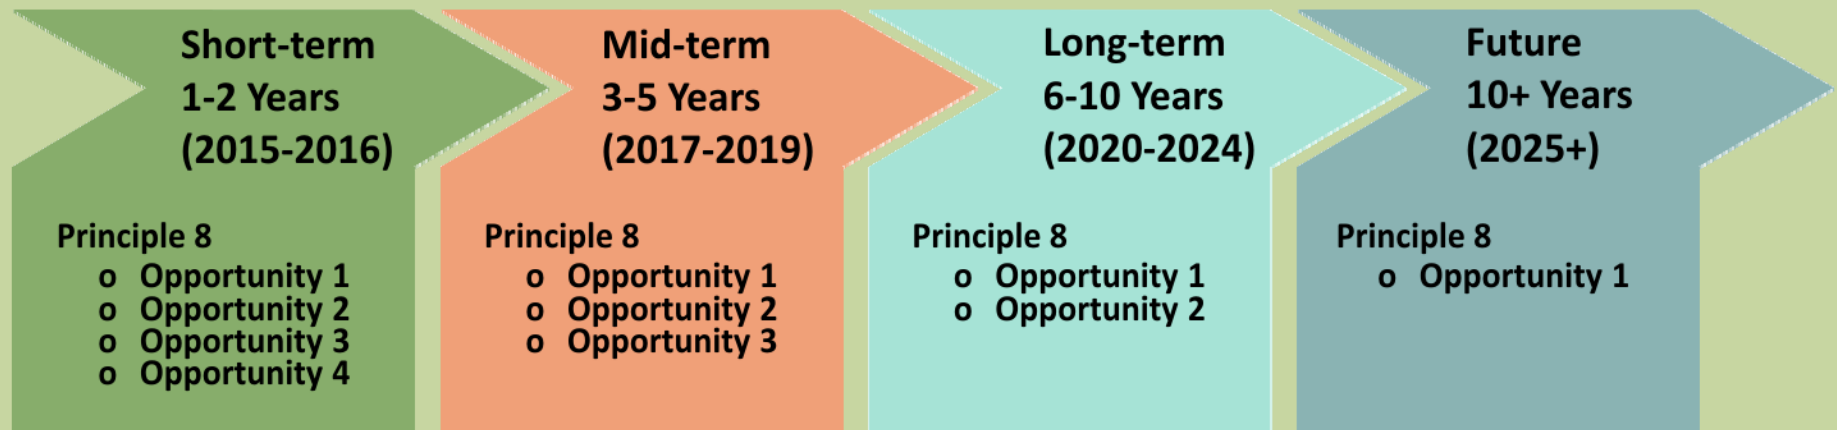 Short-term
1-2 Years
(2015-2016)
Principle 8
o Opportunity 1
o Opportunity 2
o Opportunity 3
o Opportunity 4
Mid-term
3-5 Years
(2017-2019)
Principle 8
o Opportunity 1
o Opportunity 2
o Opportunity 3
Long-term
6-10 Years
(2020-2024)
Principle 8
o Opportunity 1
o Opportunity 2
Future
10+ Years
(2025+)
Principle 8
o Opportunity 1